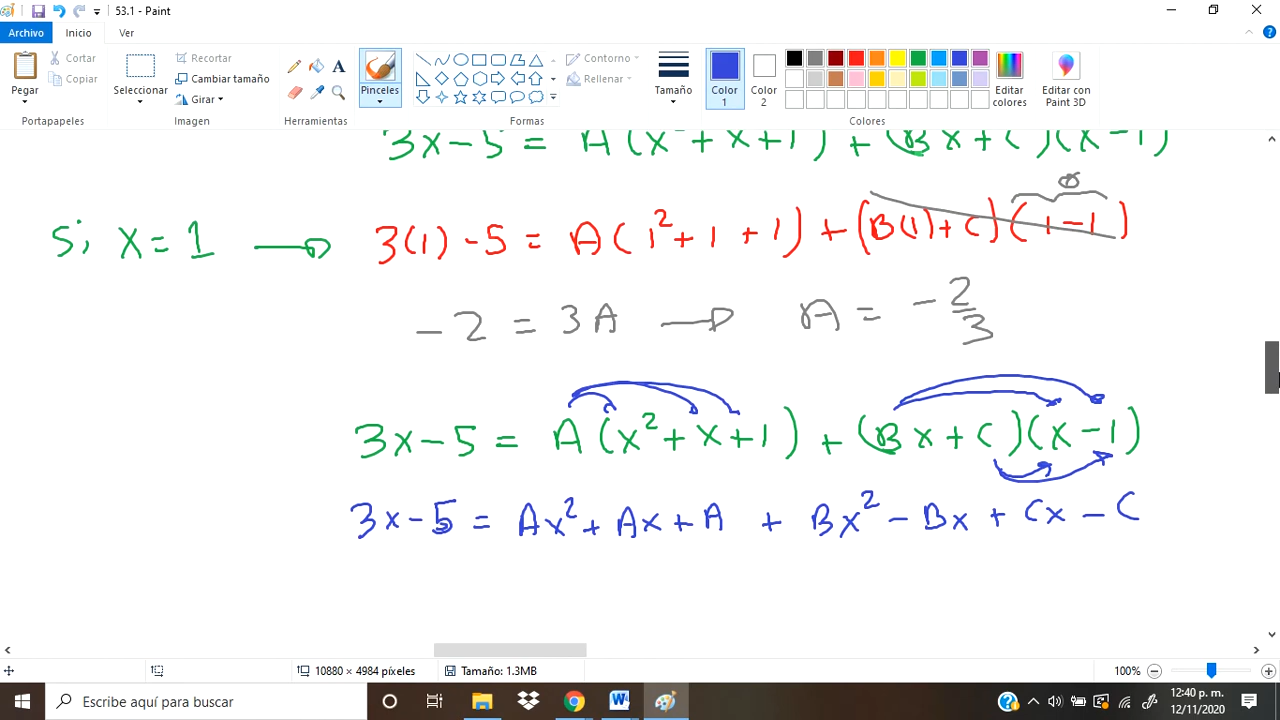 53.1 - Paint
Archivo Inicio Ver
Pegar
Cortar
Copiar
Portapapeles
Seleccionar
Recortar
Cambiar tamaño
Girar
Imagen
A
Pinceles
Herramientas
Contorno
Rellenar
Formas
Tamaño
Color 1
Color 2
Editar colores
Editar con Paint 3D
Colores
3x-5 = A(x²+x+1) + (Bx+C)(x-1)
0
Si x=1 → 3(1)-5 = A(1²+1+1) + (B(1)+C)(1-1)
-2 = 3A → A = -2/3
3x-5 = A(x²+x+1) + (Bx+C)(x-1)
3x-5 = Ax²+Ax+A + Bx²-Bx+Cx-C
10880 × 4984 píxeles Tamaño: 1.3MB 100%
Escribe aquí para buscar
12:40 p. m.
12/11/2020